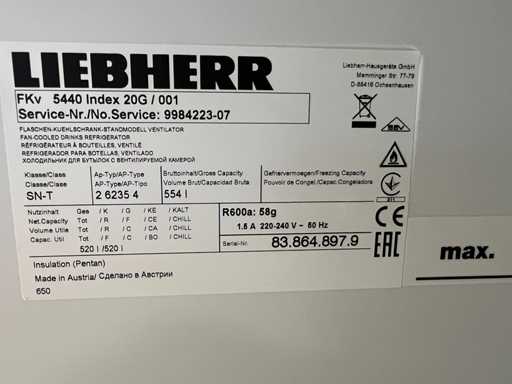 LIEBHERR
Liebherr-Hausgeräte GmbH
Memminger Str. 77-79
D-88416 Ochsenhausen
FKv 5440 Index 20G / 001
Service-Nr./No.Service: 9984223-07
FLASCHEN-KUEHLSCHRANK-STANDMODELL VENTILATOR
FAN-COOLED DRINKS REFRIGERATOR
RÉFRIGÉRATEUR À BOUTEILLES, VENTILÉ
REFRIGERADOR PARA BOTELLAS, VENTILADO
ХОЛОДИЛЬНИК ДЛЯ БУТЫЛОК С ВЕНТИЛИРУЕМОЙ КАМЕРОЙ
Klasse/Class Ap-Typ/AP-Type Bruttoinhalt/Gross Capacity Gefriervermoegen/Freezing Capacity
Classe/Clase AP-Type/AP-Tipo Volume Brut/Capacidad Bruta Pouvoir de Congel./Capac.Congel.
SN-T 2 6235 4 554 l
Nutzinhalt Ges / K / G / KE / KALT
Net.Capacity Tot / R / F / CE / CHILL
Volume Utile Tot / R / C / CA / CHILL
Capac. Util Tot / F / C / BO / CHILL
520 l /520 l
R600a: 58g
1.5 A 220-240 V ~ 50 Hz
Serial-Nr. 83.864.897.9
CE
EAC
Insulation (Pentan)
Made in Austria/ Сделано в Австрии
650
max.